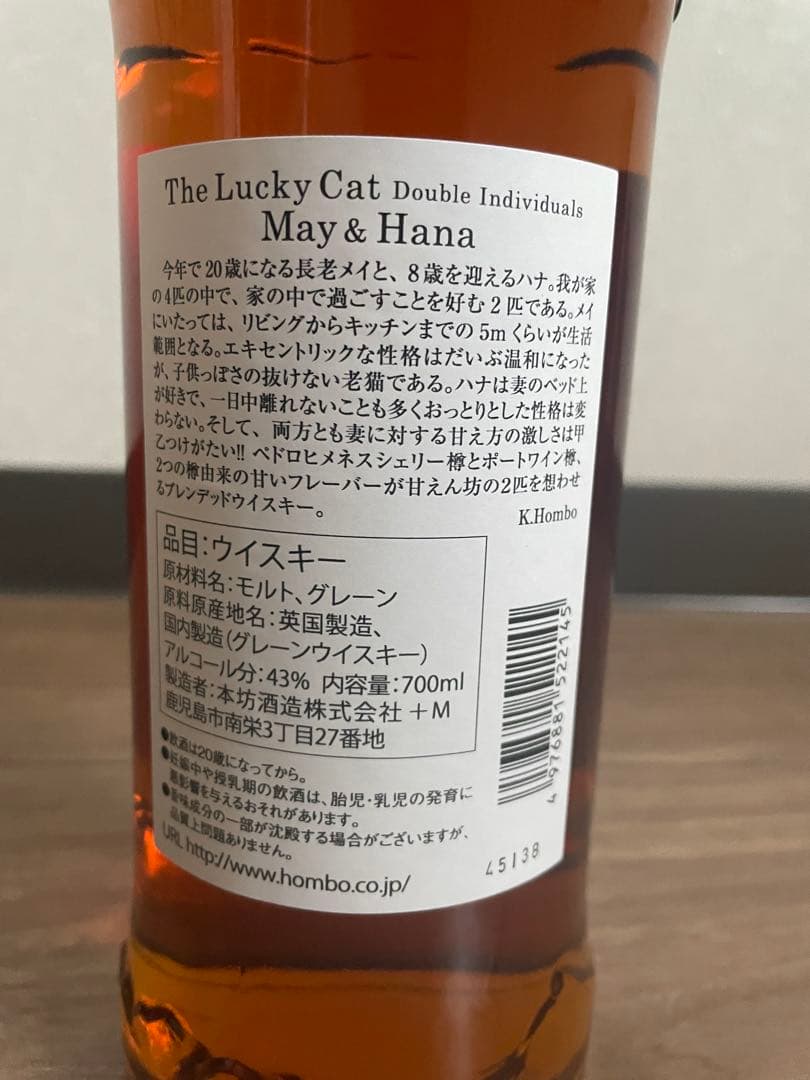 The Lucky Cat Double Individuals
May & Hana
今年で20歳になる長老メイと、8歳を迎えるハナ。我が家
の4匹の中で、家の中で過ごすことを好む2匹である。メイ
にいたっては、リビングからキッチンまでの5mくらいが生活
範囲となる。エキセントリックな性格はだいぶ温和になった
が、子供っぽさの抜けない老猫である。ハナは妻のベッド上
が好きで、一日中離れないことも多くおっとりとした性格は変
わらない。そして、両方とも妻に対する甘え方の激しさは甲
乙つけがたい!! ペドロヒメネスシェリー樽とポートワイン樽、
2つの樽由来の甘いフレーバーが甘えん坊の2匹を想わせ
るブレンデッドウイスキー。
K.Hombo
品目:ウイスキー
原材料名:モルト、グレーン
原料原産地名:英国製造、
国内製造(グレーンウイスキー)
アルコール分:43% 内容量:700ml
製造者:本坊酒造株式会社 +M
鹿児島市南栄3丁目27番地
●飲酒は20歳になってから。
●妊娠中や授乳期の飲酒は、胎児・乳児の発育に
悪影響を与えるおそれがあります。
●香味成分の一部が沈殿する場合がございますが、
品質上問題ありません。
URL http://www.hombo.co.jp/
4 976881 522145
45138